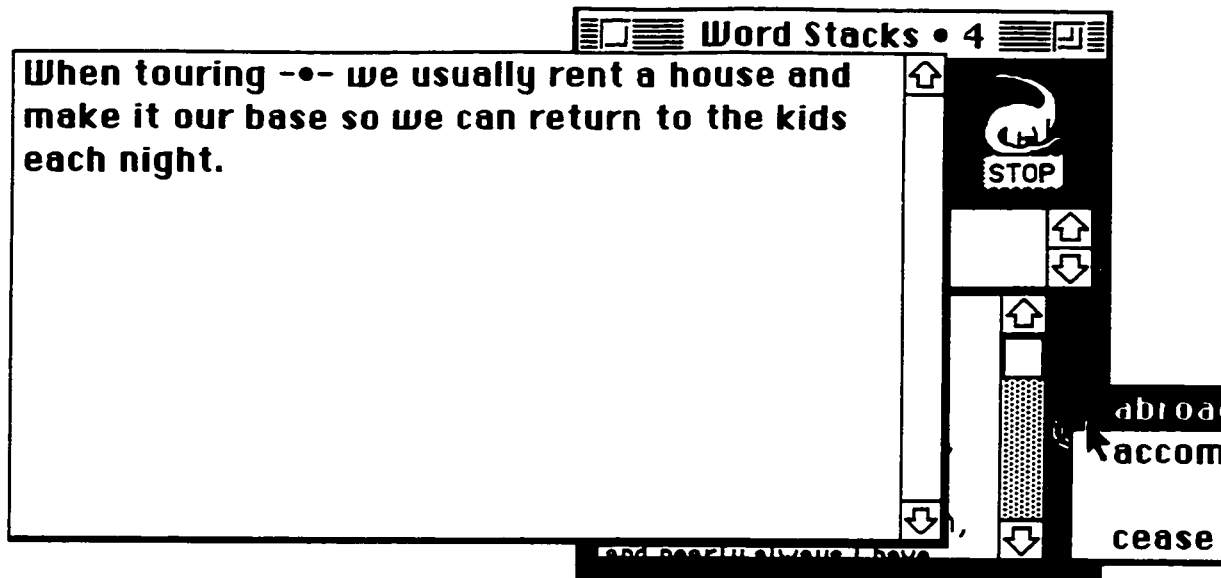 Word Stacks • 4
When touring -•- we usually rent a house and
make it our base so we can return to the kids
each night.
STOP
cease